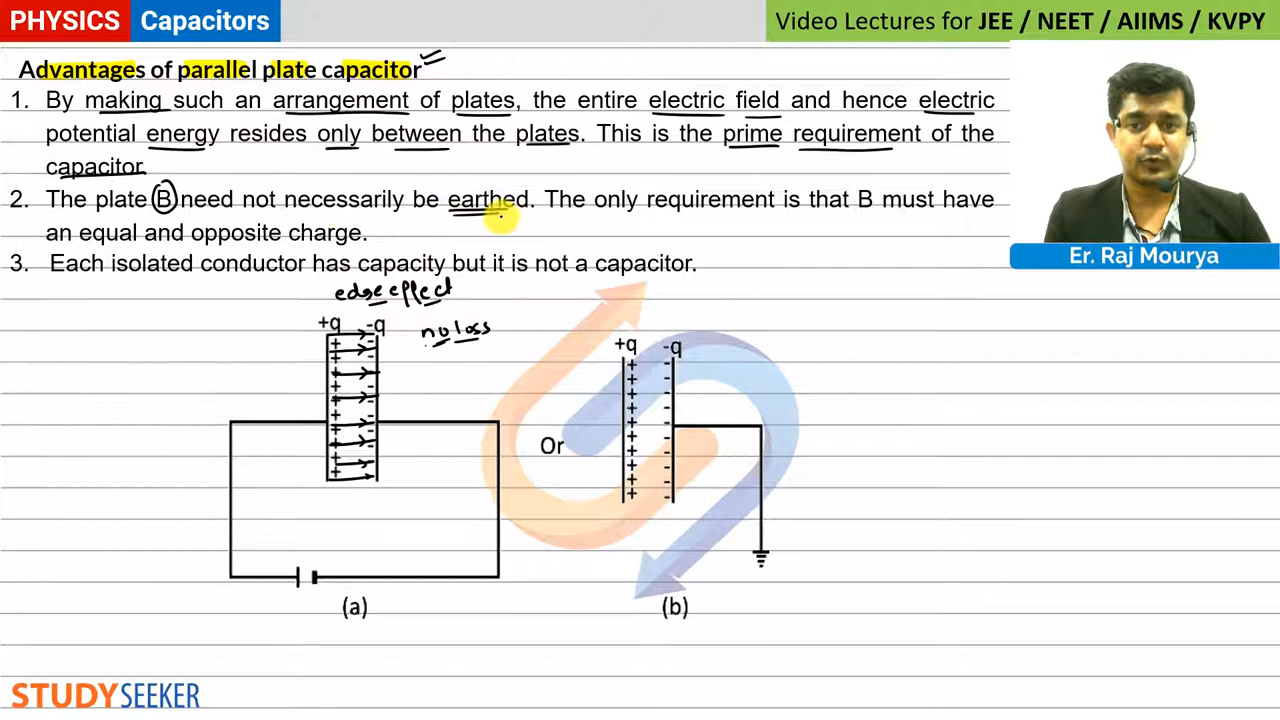 PHYSICS Capacitors Video Lectures for JEE / NEET / AIIMS / KVPY
Advantages of parallel plate capacitor
1. By making such an arrangement of plates, the entire electric field and hence electric
potential energy resides only between the plates. This is the prime requirement of the
capacitor.
2. The plate B need not necessarily be earthed. The only requirement is that B must have
an equal and opposite charge.
3. Each isolated conductor has capacity but it is not a capacitor.
Er. Raj Mourya
edge effect
+q -q no loss
+q -q
Or
(a) (b)
STUDYSEEKER